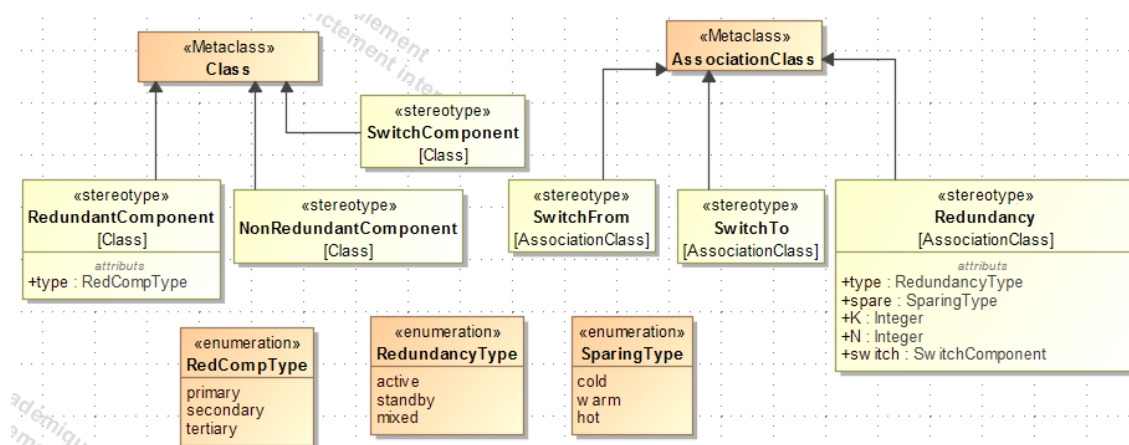 «Metaclass»
Class
«Metaclass»
AssociationClass
«stereotype»
SwitchComponent
[Class]
«stereotype»
RedundantComponent
[Class]
attributs
+type : RedCompType
«stereotype»
NonRedundantComponent
[Class]
«stereotype»
SwitchFrom
[AssociationClass]
«stereotype»
SwitchTo
[AssociationClass]
«stereotype»
Redundancy
[AssociationClass]
attributs
+type : RedundancyType
+spare : SparingType
+K : Integer
+N : Integer
+switch : SwitchComponent
«enumeration»
RedCompType
primary
secondary
tertiary
«enumeration»
RedundancyType
active
standby
mixed
«enumeration»
SparingType
cold
warm
hot